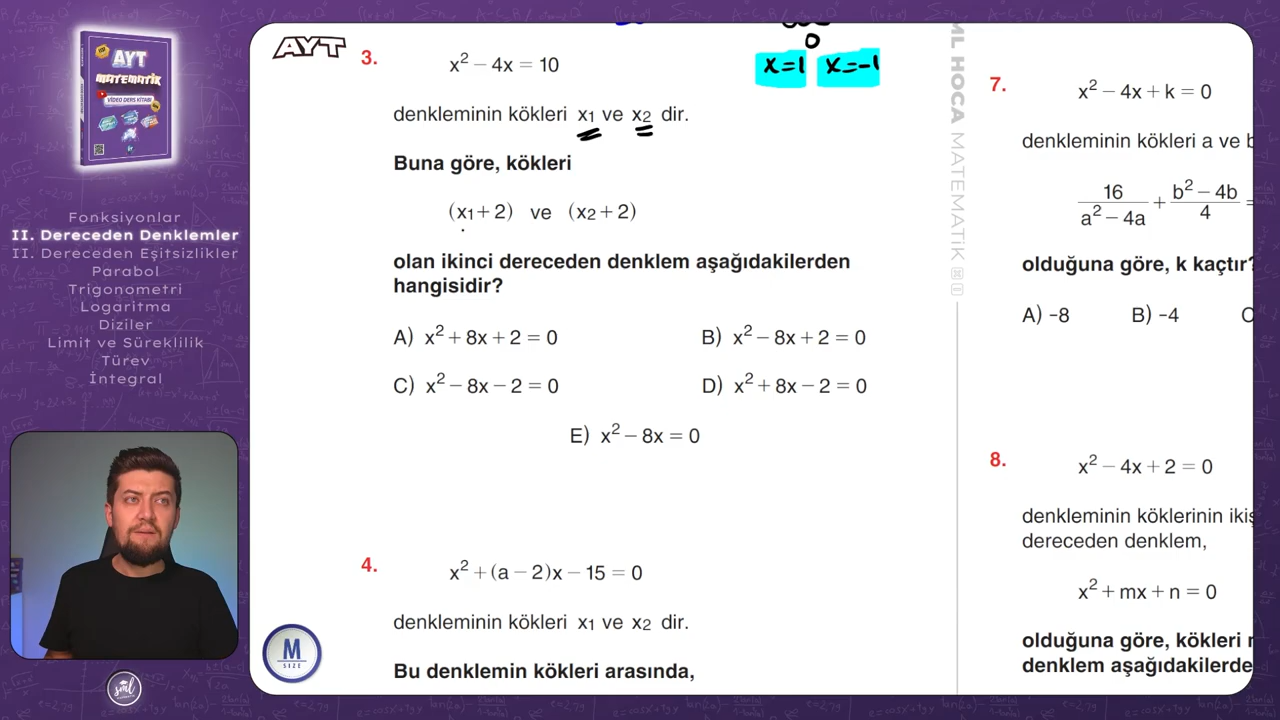 AYT
MATEMATİK
VİDEO DERS KİTABI
Fonksiyonlar
II. Dereceden Denklemler
II. Dereceden Eşitsizlikler
Parabol
Trigonometri
Logaritma
Diziler
Limit ve Süreklilik
Türev
İntegral
M
SIZE
sml
AYT
0
x=1 x=-1
3. x² − 4x = 10
denkleminin kökleri x₁ ve x₂ dir.
Buna göre, kökleri
(x₁ + 2) ve (x₂ + 2)
olan ikinci dereceden denklem aşağıdakilerden
hangisidir?
A) x² + 8x + 2 = 0 B) x² − 8x + 2 = 0
C) x² − 8x − 2 = 0 D) x² + 8x − 2 = 0
E) x² − 8x = 0
4. x² + (a − 2)x − 15 = 0
denkleminin kökleri x₁ ve x₂ dir.
Bu denklemin kökleri arasında,
ML HOCA MATEMATİK
7. x² − 4x + k = 0
denkleminin kökleri a ve b
16/(a² − 4a) + (b² − 4b)/4 =
olduğuna göre, k kaçtır?
A) -8 B) -4 C
8. x² − 4x + 2 = 0
denkleminin köklerinin ikiş
dereceden denklem,
x² + mx + n = 0
olduğuna göre, kökleri
denklem aşağıdakilerde